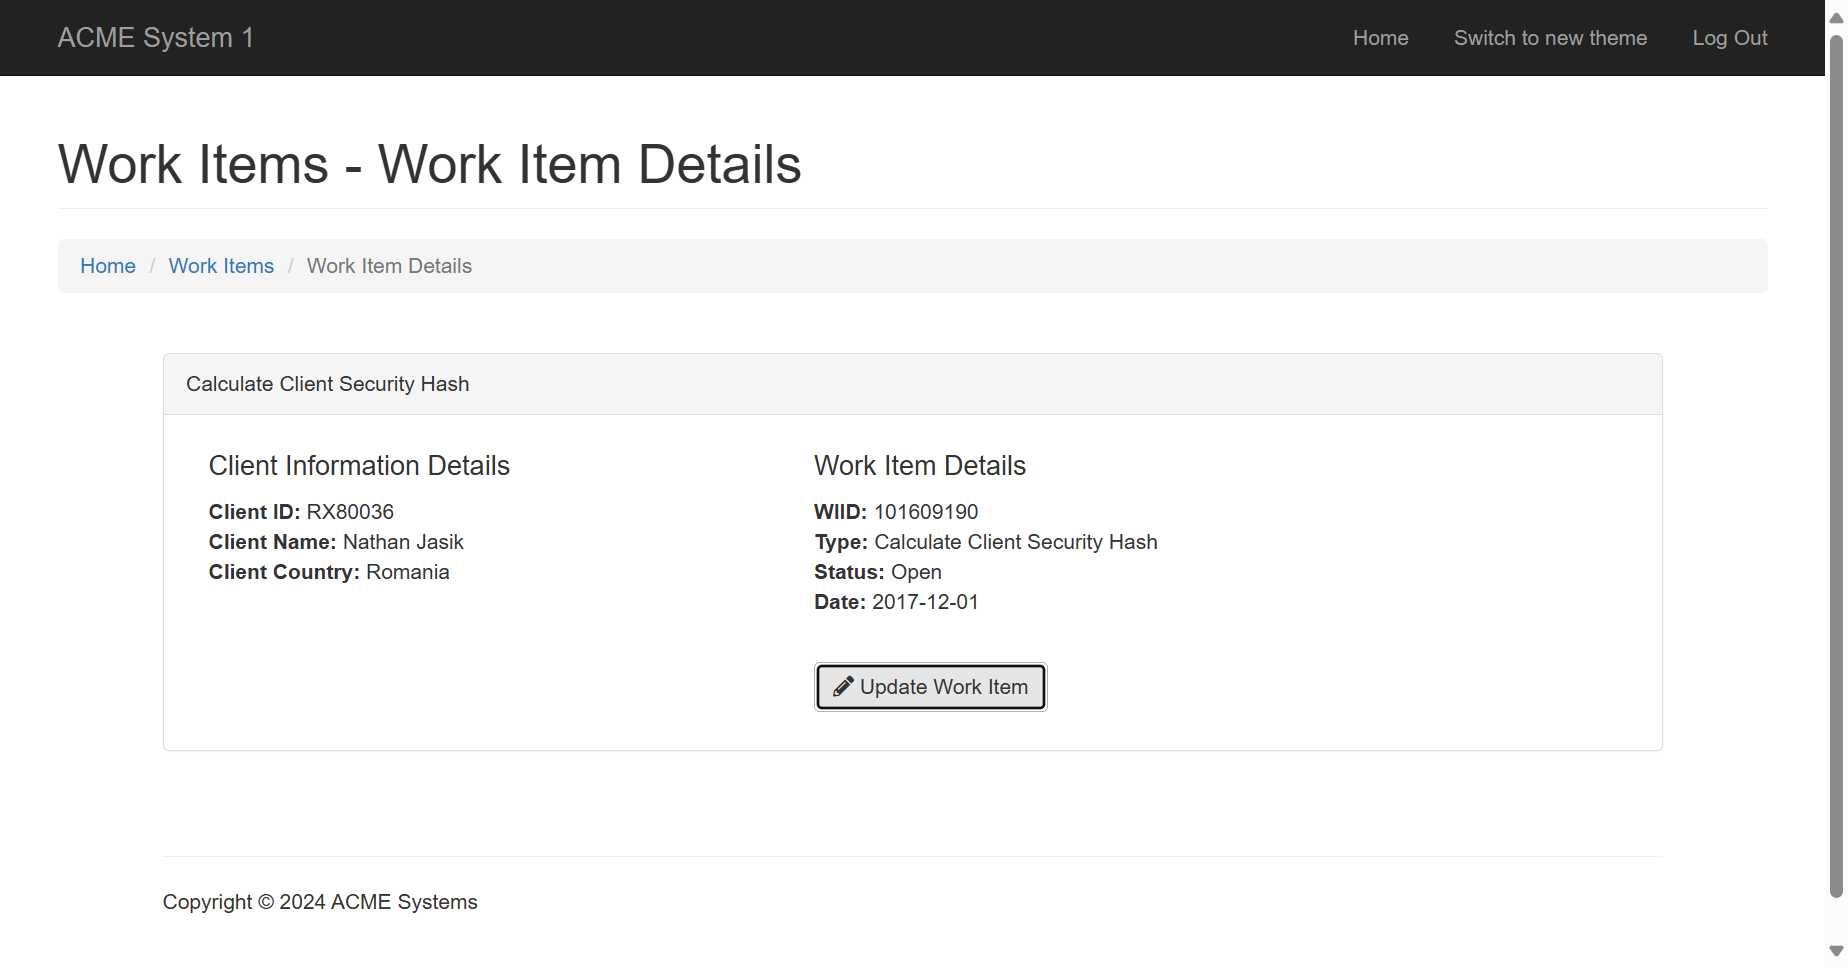 ACME System 1
Home
Switch to new theme
Log Out
Work Items - Work Item Details
Home / Work Items / Work Item Details
Calculate Client Security Hash
Client Information Details
Client ID: RX80036
Client Name: Nathan Jasik
Client Country: Romania
Work Item Details
WIID: 101609190
Type: Calculate Client Security Hash
Status: Open
Date: 2017-12-01
Update Work Item
Copyright © 2024 ACME Systems